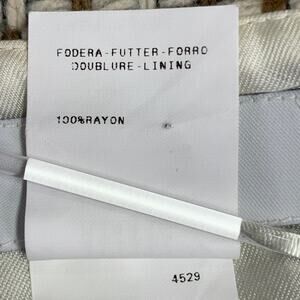 FODERA-FUTTER-FORRO
DOUBLURE-LINING
100%RAYON
4529